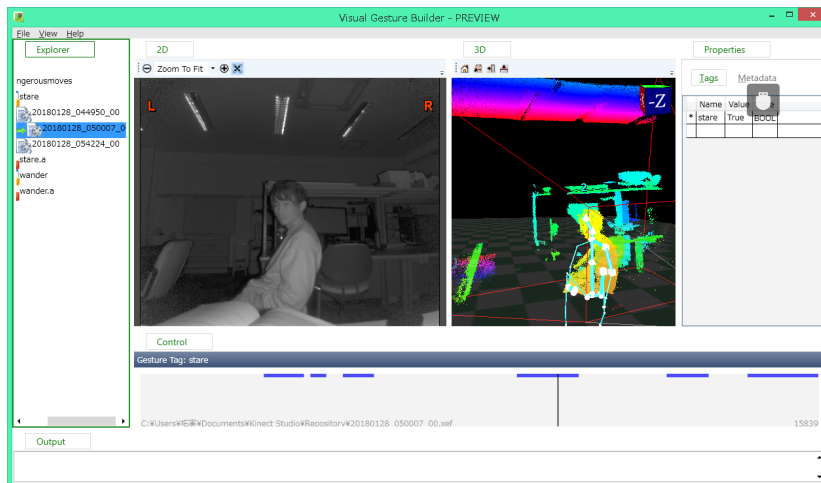 Visual Gesture Builder - PREVIEW
File View Help
Explorer
2D
3D
Properties
Zoom To Fit
Tags Metadata
ngerousmoves
stare
20180128_044950_00
20180128_050007_0
20180128_054224_00
stare.a
wander
wander.a
L
R
-Z
2
Name Value
* stare True BOOL
Control
Gesture Tag: stare
15839
Output